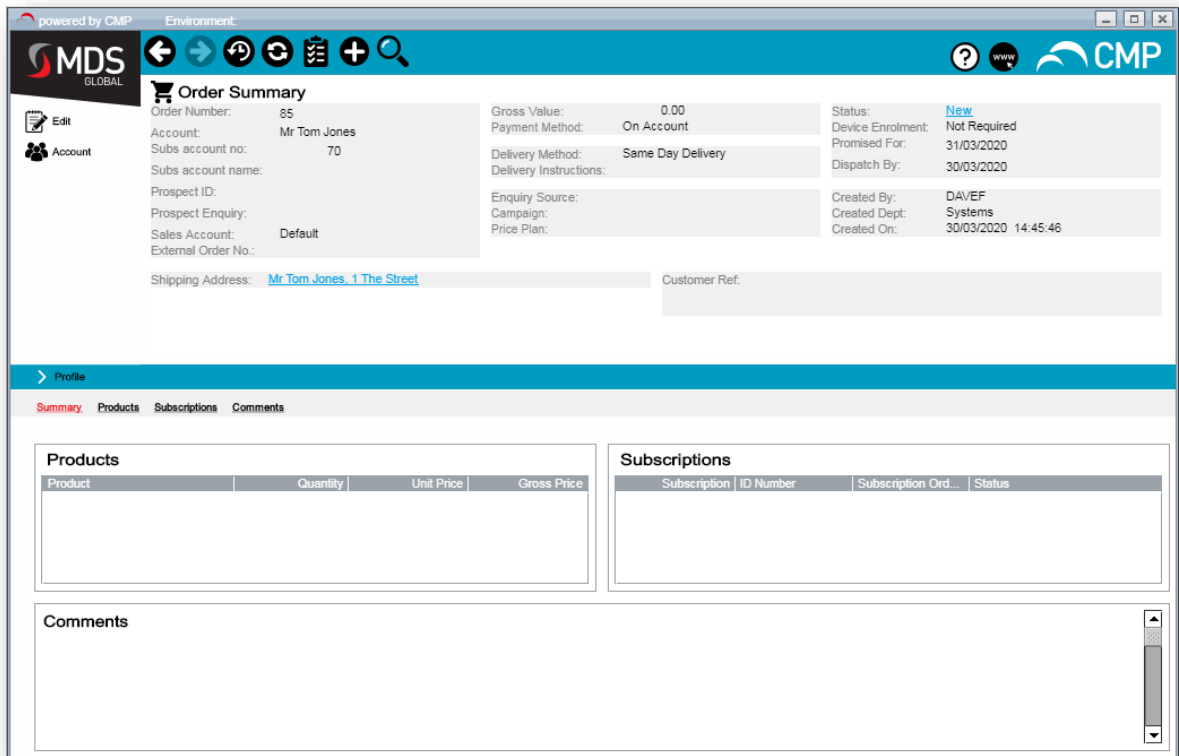 powered by CMP Environment:
MDS GLOBAL
? www CMP
Edit
Account
Order Summary
Order Number: 85
Account: Mr Tom Jones
Subs account no: 70
Subs account name:
Prospect ID:
Prospect Enquiry:
Sales Account: Default
External Order No.:
Gross Value: 0.00
Payment Method: On Account
Delivery Method: Same Day Delivery
Delivery Instructions:
Enquiry Source:
Campaign:
Price Plan:
Status: New
Device Enrolment: Not Required
Promised For: 31/03/2020
Dispatch By: 30/03/2020
Created By: DAVEF
Created Dept: Systems
Created On: 30/03/2020 14:45:46
Shipping Address: Mr Tom Jones, 1 The Street
Customer Ref:
Profile
Summary Products Subscriptions Comments
Products
Product Quantity Unit Price Gross Price
Subscriptions
Subscription ID Number Subscription Ord... Status
Comments